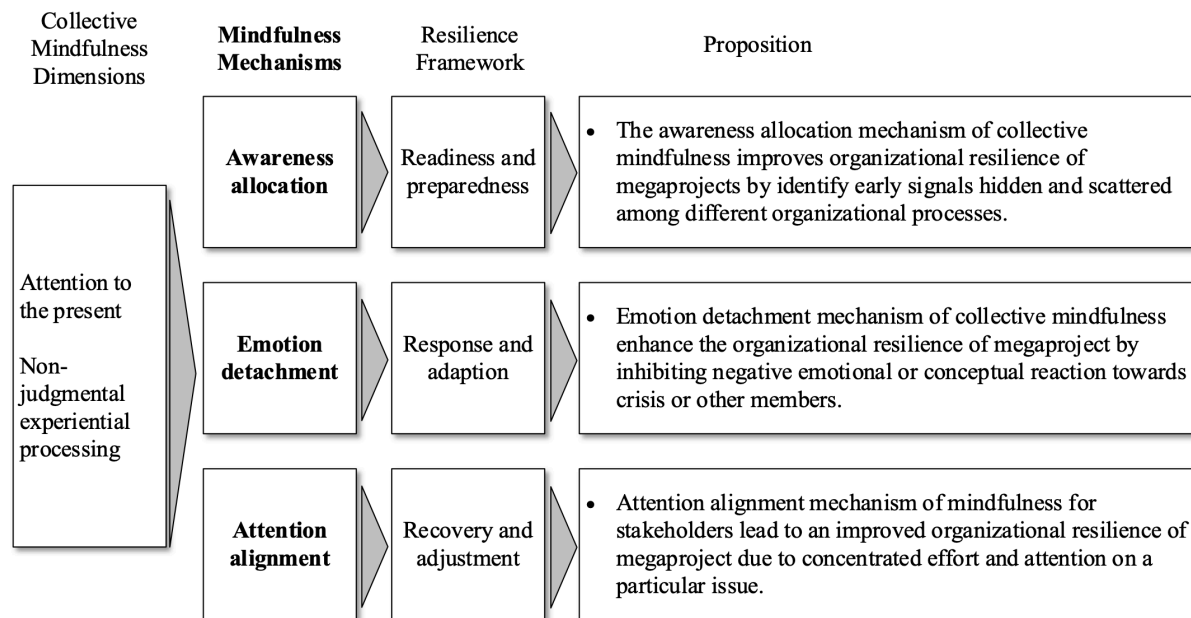 Collective
Mindfulness
Dimensions
Mindfulness
Mechanisms
Resilience
Framework
Proposition
Attention to
the present
Non-
judgmental
experiential
processing
Awareness
allocation
Readiness and
preparedness
• The awareness allocation mechanism of collective
mindfulness improves organizational resilience of
megaprojects by identify early signals hidden and scattered
among different organizational processes.
Emotion
detachment
Response and
adaption
• Emotion detachment mechanism of collective mindfulness
enhance the organizational resilience of megaproject by
inhibiting negative emotional or conceptual reaction towards
crisis or other members.
Attention
alignment
Recovery and
adjustment
• Attention alignment mechanism of mindfulness for
stakeholders lead to an improved organizational resilience of
megaproject due to concentrated effort and attention on a
particular issue.